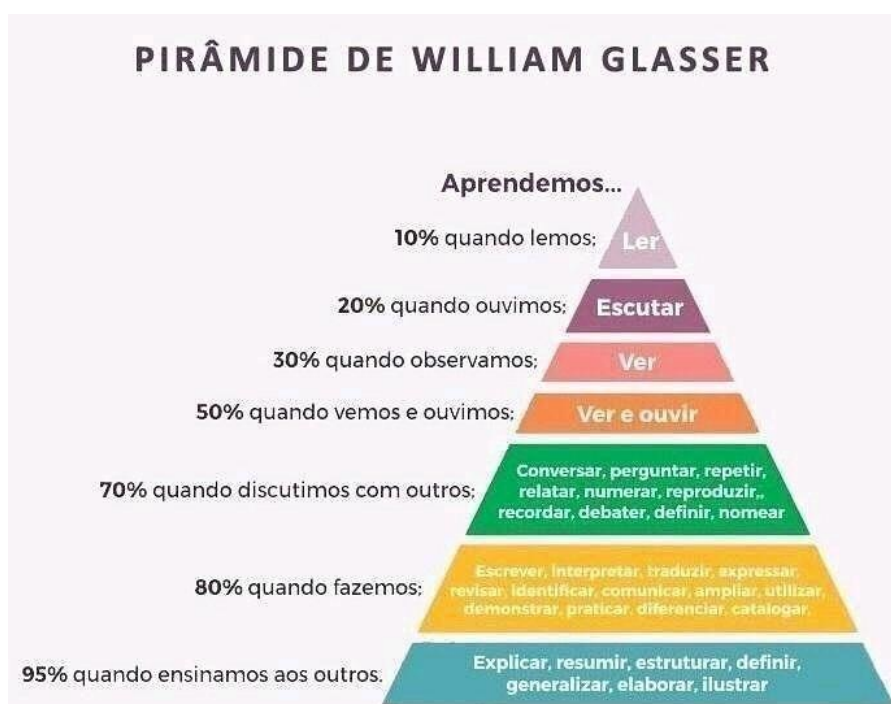 PIRÂMIDE DE WILLIAM GLASSER
Aprendemos...
10% quando lemos;
Ler
20% quando ouvimos;
Escutar
30% quando observamos;
Ver
50% quando vemos e ouvimos;
Ver e ouvir
70% quando discutimos com outros;
Conversar, perguntar, repetir,
relatar, numerar, reproduzir,,
recordar, debater, definir, nomear
80% quando fazemos;
Escrever, interpretar, traduzir, expressar,
revisar, identificar, comunicar, ampliar, utilizar,
demonstrar, praticar, diferenciar, catalogar.
95% quando ensinamos aos outros.
Explicar, resumir, estruturar, definir,
generalizar, elaborar, ilustrar